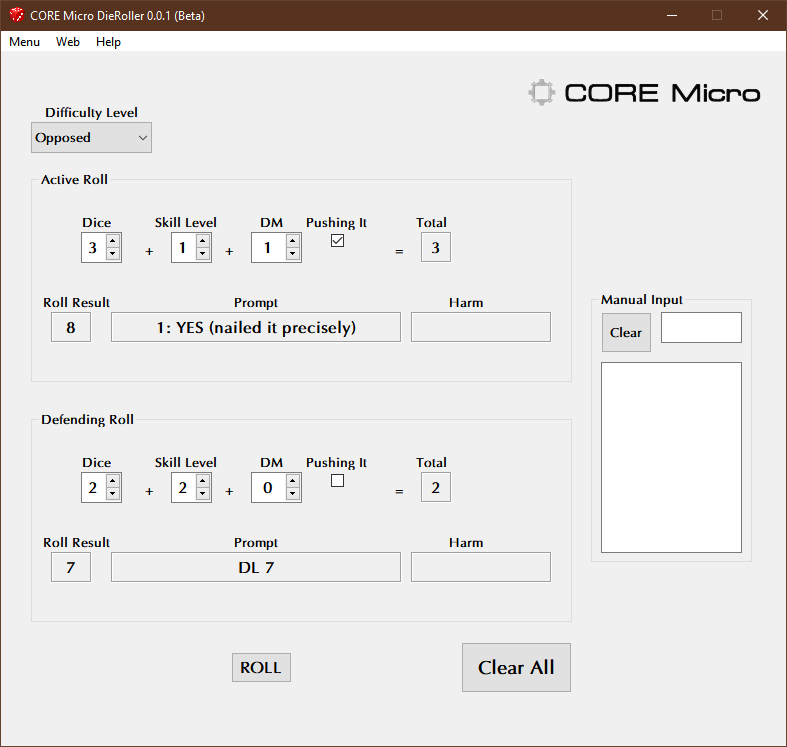 CORE Micro DieRoller 0.0.1 (Beta)
Menu Web Help
CORE Micro
Difficulty Level
Opposed
Active Roll
Dice Skill Level DM Pushing It Total
3 + 1 + 1 = 3
Roll Result Prompt Harm
8 1: YES (nailed it precisely)
Manual Input
Clear
Defending Roll
Dice Skill Level DM Pushing It Total
2 + 2 + 0 = 2
Roll Result Prompt Harm
7 DL 7
ROLL Clear All